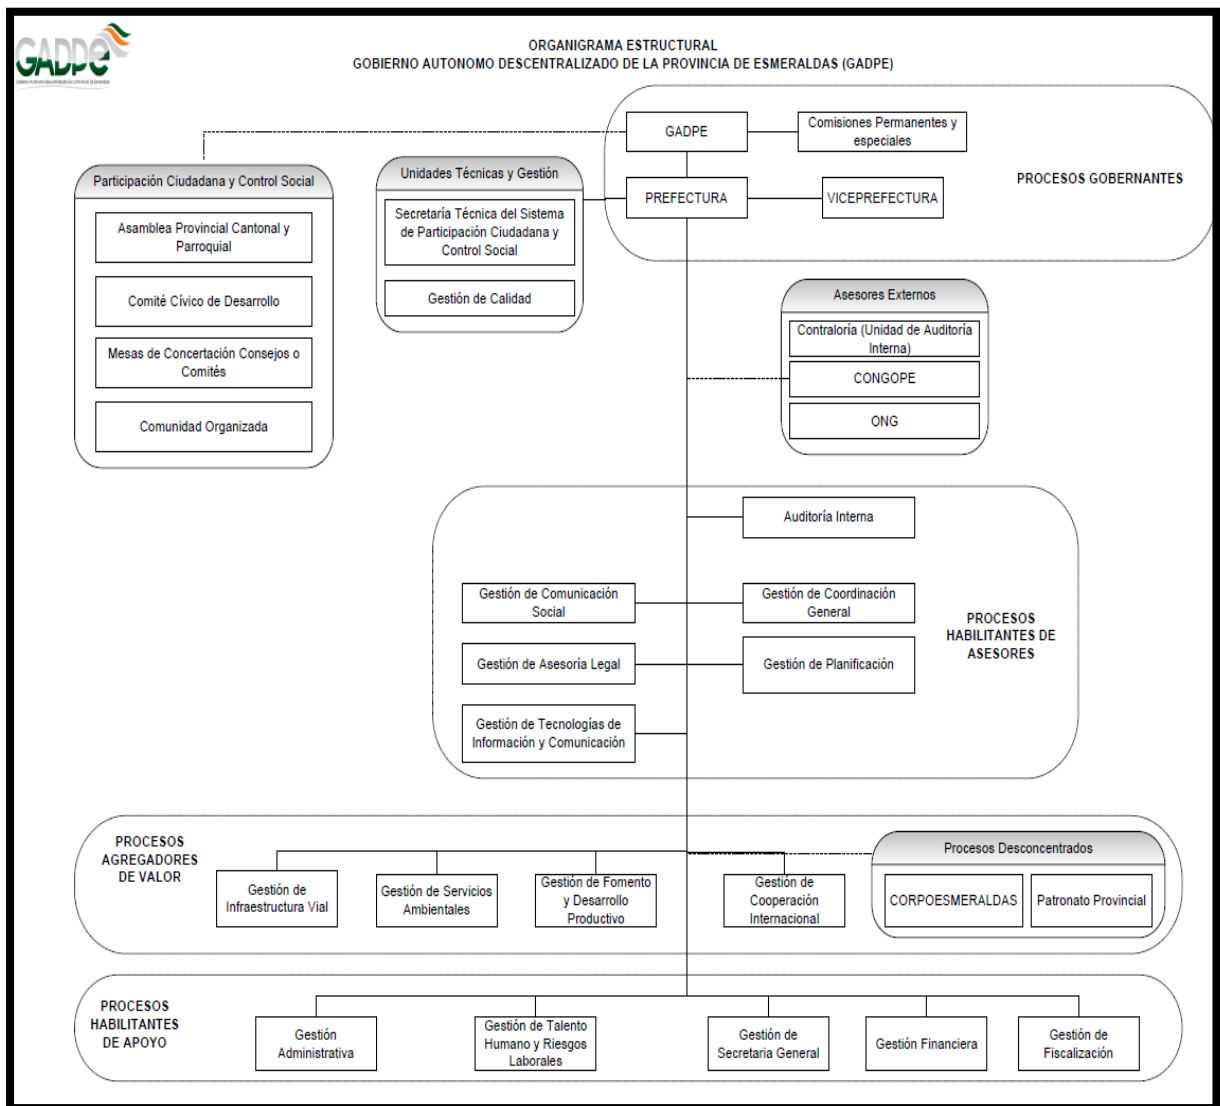 GADPE
ORGANIGRAMA ESTRUCTURAL
GOBIERNO AUTONOMO DESCENTRALIZADO DE LA PROVINCIA DE ESMERALDAS (GADPE)
GADPE
Comisiones Permanentes y
especiales
PROCESOS GOBERNANTES
PREFECTURA
VICEPREFECTURA
Participación Ciudadana y Control Social
Asamblea Provincial Cantonal y
Parroquial
Comité Cívico de Desarrollo
Mesas de Concertación Consejos o
Comités
Comunidad Organizada
Unidades Técnicas y Gestión
Secretaría Técnica del Sistema
de Participación Ciudadana y
Control Social
Gestión de Calidad
Asesores Externos
Contraloría (Unidad de Auditoría
Interna)
CONGOPE
ONG
Auditoría Interna
Gestión de Comunicación
Social
Gestión de Coordinación
General
PROCESOS
HABILITANTES DE
ASESORES
Gestión de Asesoría Legal
Gestión de Planificación
Gestión de Tecnologías de
Información y Comunicación
PROCESOS
AGREGADORES
DE VALOR
Gestión de
Infraestructura Vial
Gestión de Servicios
Ambientales
Gestión de Fomento
y Desarrollo
Productivo
Gestión de
Cooperación
Internacional
Procesos Desconcentrados
CORPOESMERALDAS
Patronato Provincial
PROCESOS
HABILITANTES
DE APOYO
Gestión
Administrativa
Gestión de Talento
Humano y Riesgos
Laborales
Gestión de
Secretaria General
Gestión Financiera
Gestión de
Fiscalización